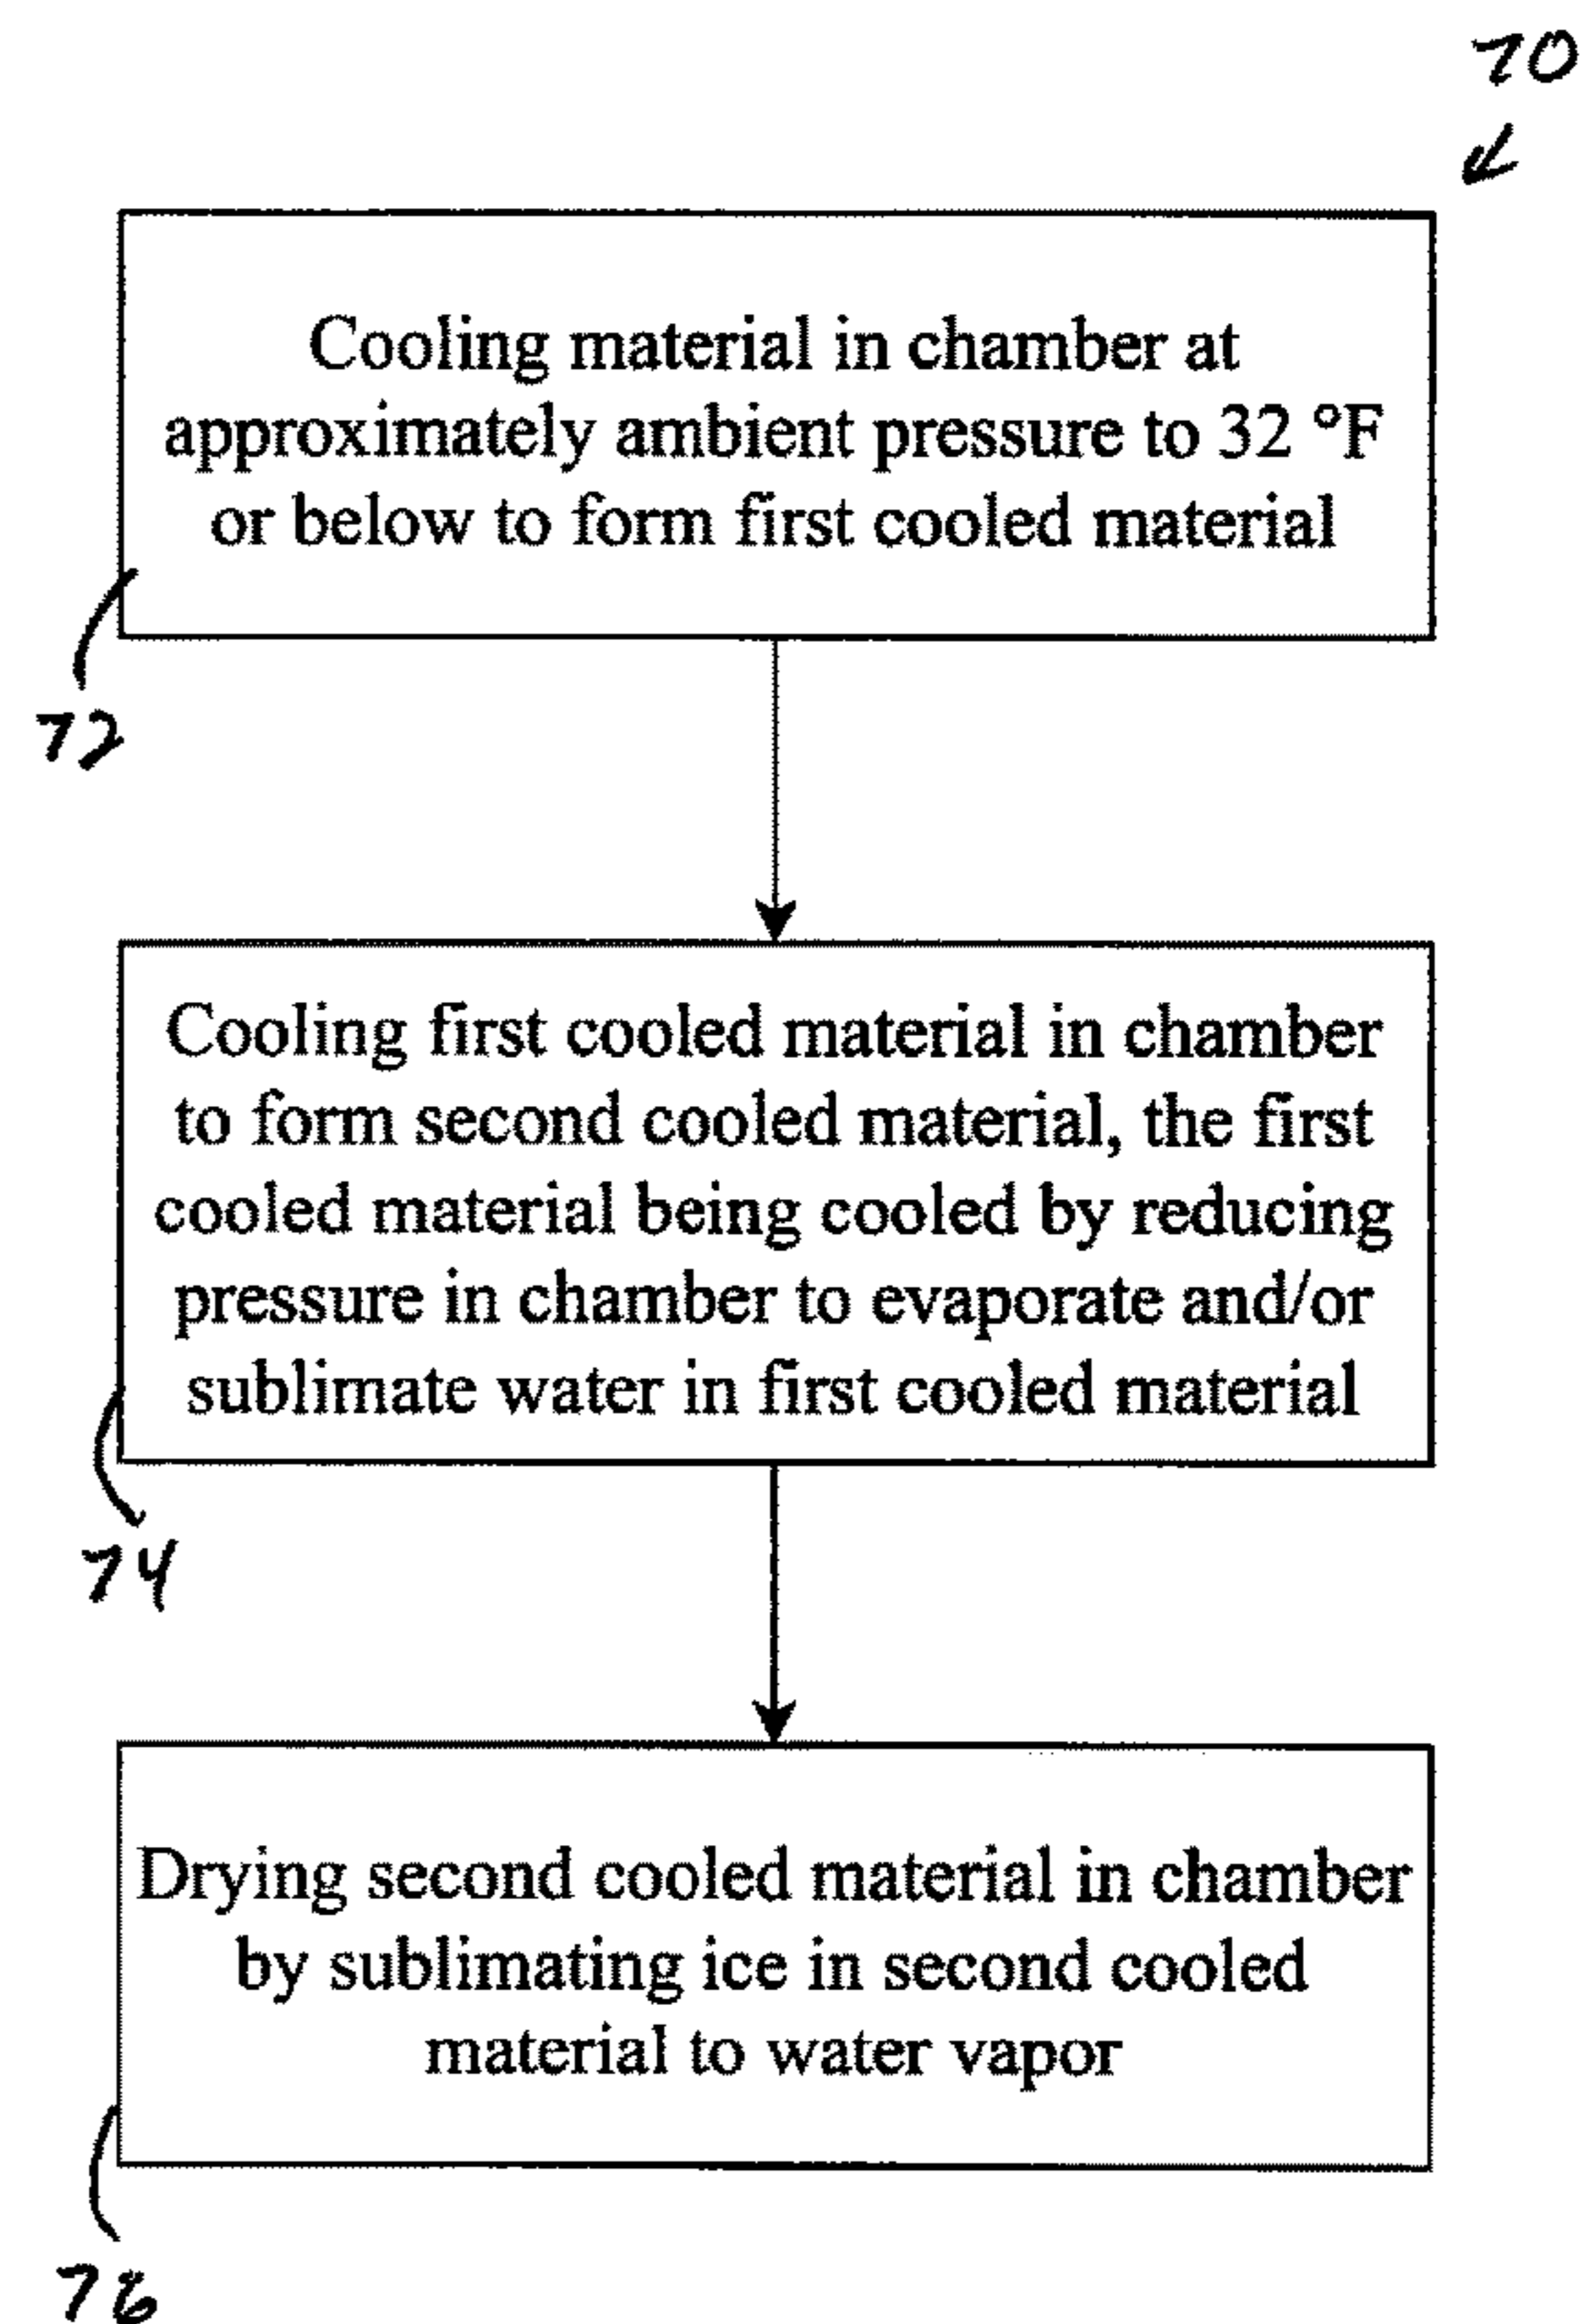 70
Cooling material in chamber at
approximately ambient pressure to 32 °F
or below to form first cooled material
72
Cooling first cooled material in chamber
to form second cooled material, the first
cooled material being cooled by reducing
pressure in chamber to evaporate and/or
sublimate water in first cooled material
74
Drying second cooled material in chamber
by sublimating ice in second cooled
material to water vapor
76